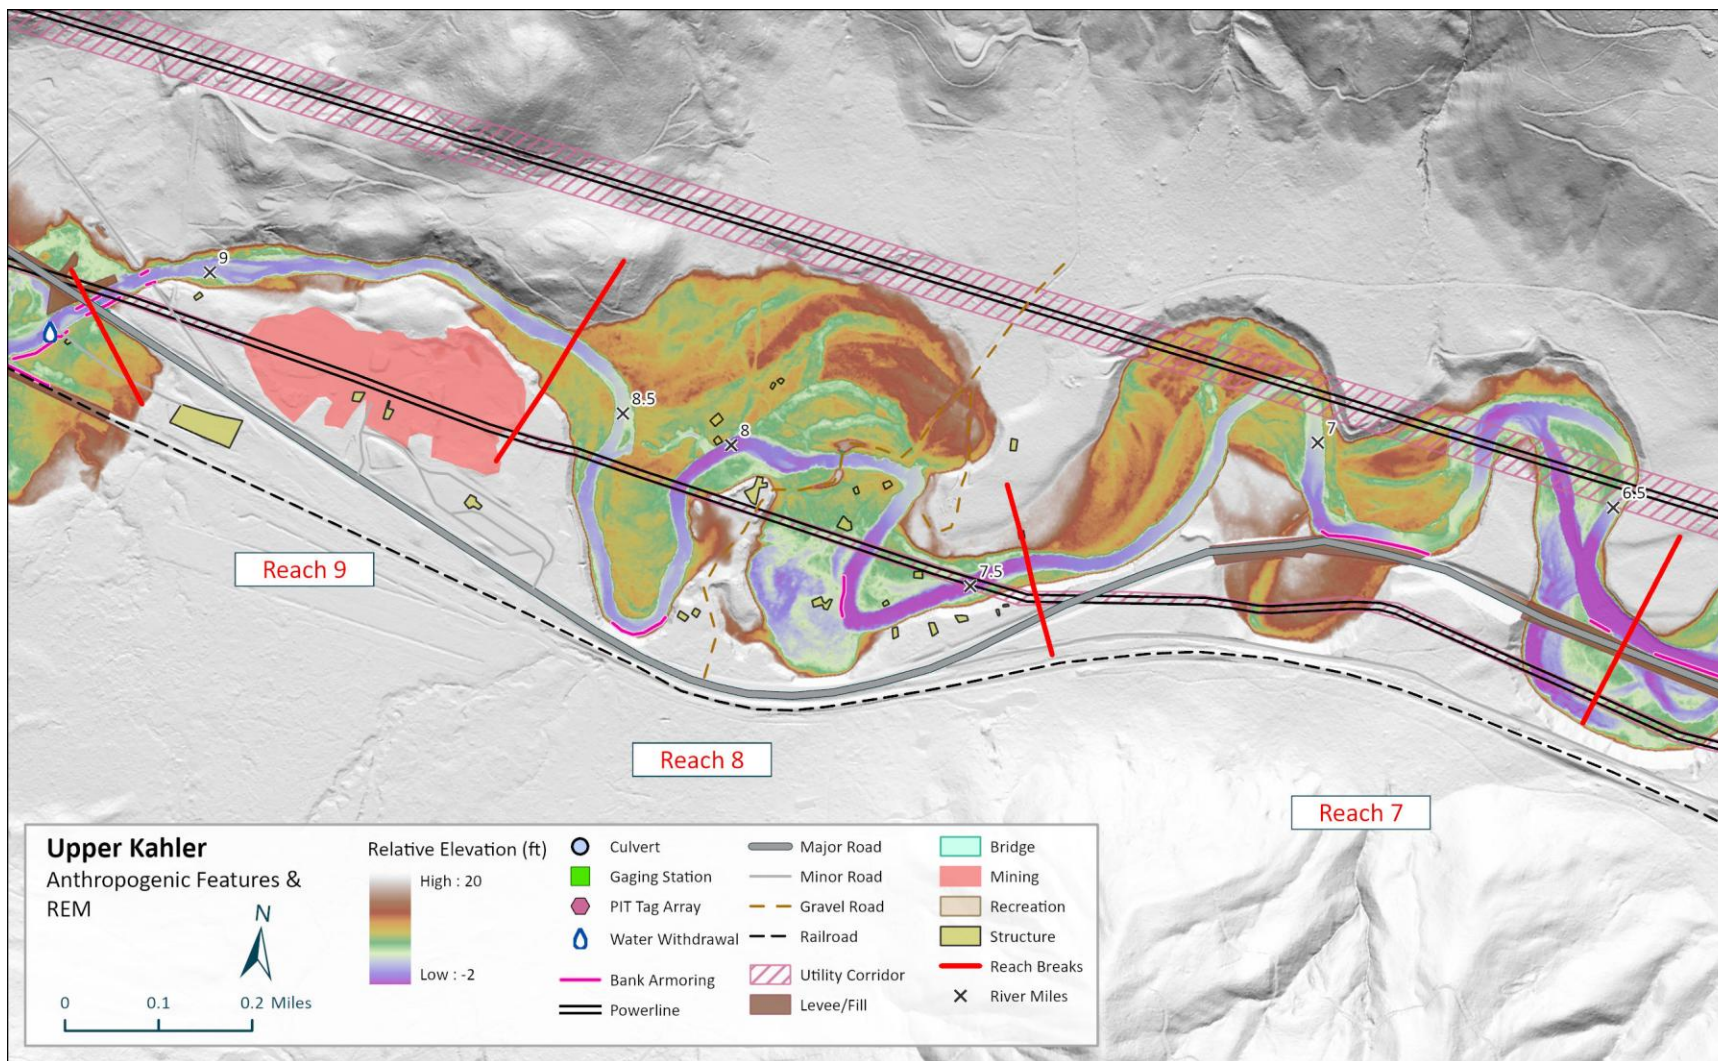 9
8.5
8
7.5
7
6.5
Reach 9
Reach 8
Reach 7
Upper Kahler
Anthropogenic Features &
REM
N
0 0.1 0.2 Miles
Relative Elevation (ft)
High : 20
Low : -2
Culvert
Gaging Station
PIT Tag Array
Water Withdrawal
Bank Armoring
Powerline
Major Road
Minor Road
Gravel Road
Railroad
Utility Corridor
Levee/Fill
Bridge
Mining
Recreation
Structure
Reach Breaks
River Miles